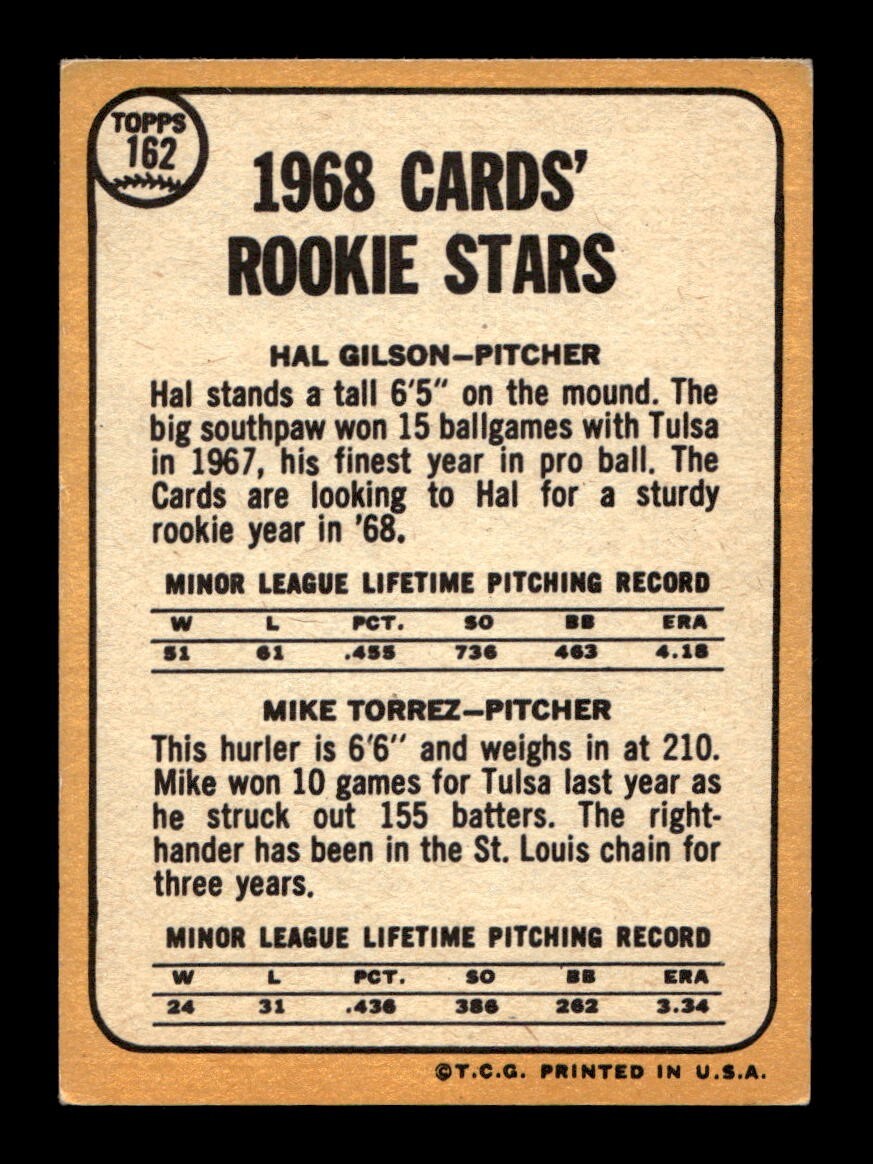 TOPPS
162
1968 CARDS'
ROOKIE STARS
HAL GILSON—PITCHER
Hal stands a tall 6'5" on the mound. The
big southpaw won 15 ballgames with Tulsa
in 1967, his finest year in pro ball. The
Cards are looking to Hal for a sturdy
rookie year in '68.
MINOR LEAGUE LIFETIME PITCHING RECORD
W L PCT. SO BB ERA
51 61 .455 736 463 4.18
MIKE TORREZ—PITCHER
This hurler is 6'6" and weighs in at 210.
Mike won 10 games for Tulsa last year as
he struck out 155 batters. The right-
hander has been in the St. Louis chain for
three years.
MINOR LEAGUE LIFETIME PITCHING RECORD
W L PCT. SO BB ERA
24 31 .436 386 262 3.34
©T.C.G. PRINTED IN U.S.A.